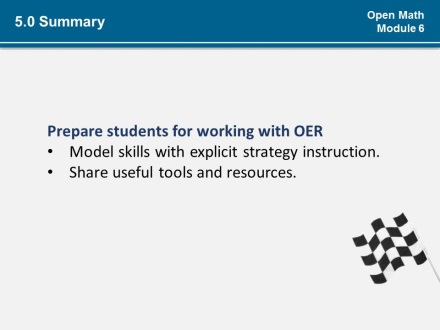 5.0 Summary
Open Math
Module 6
Prepare students for working with OER
• Model skills with explicit strategy instruction.
• Share useful tools and resources.